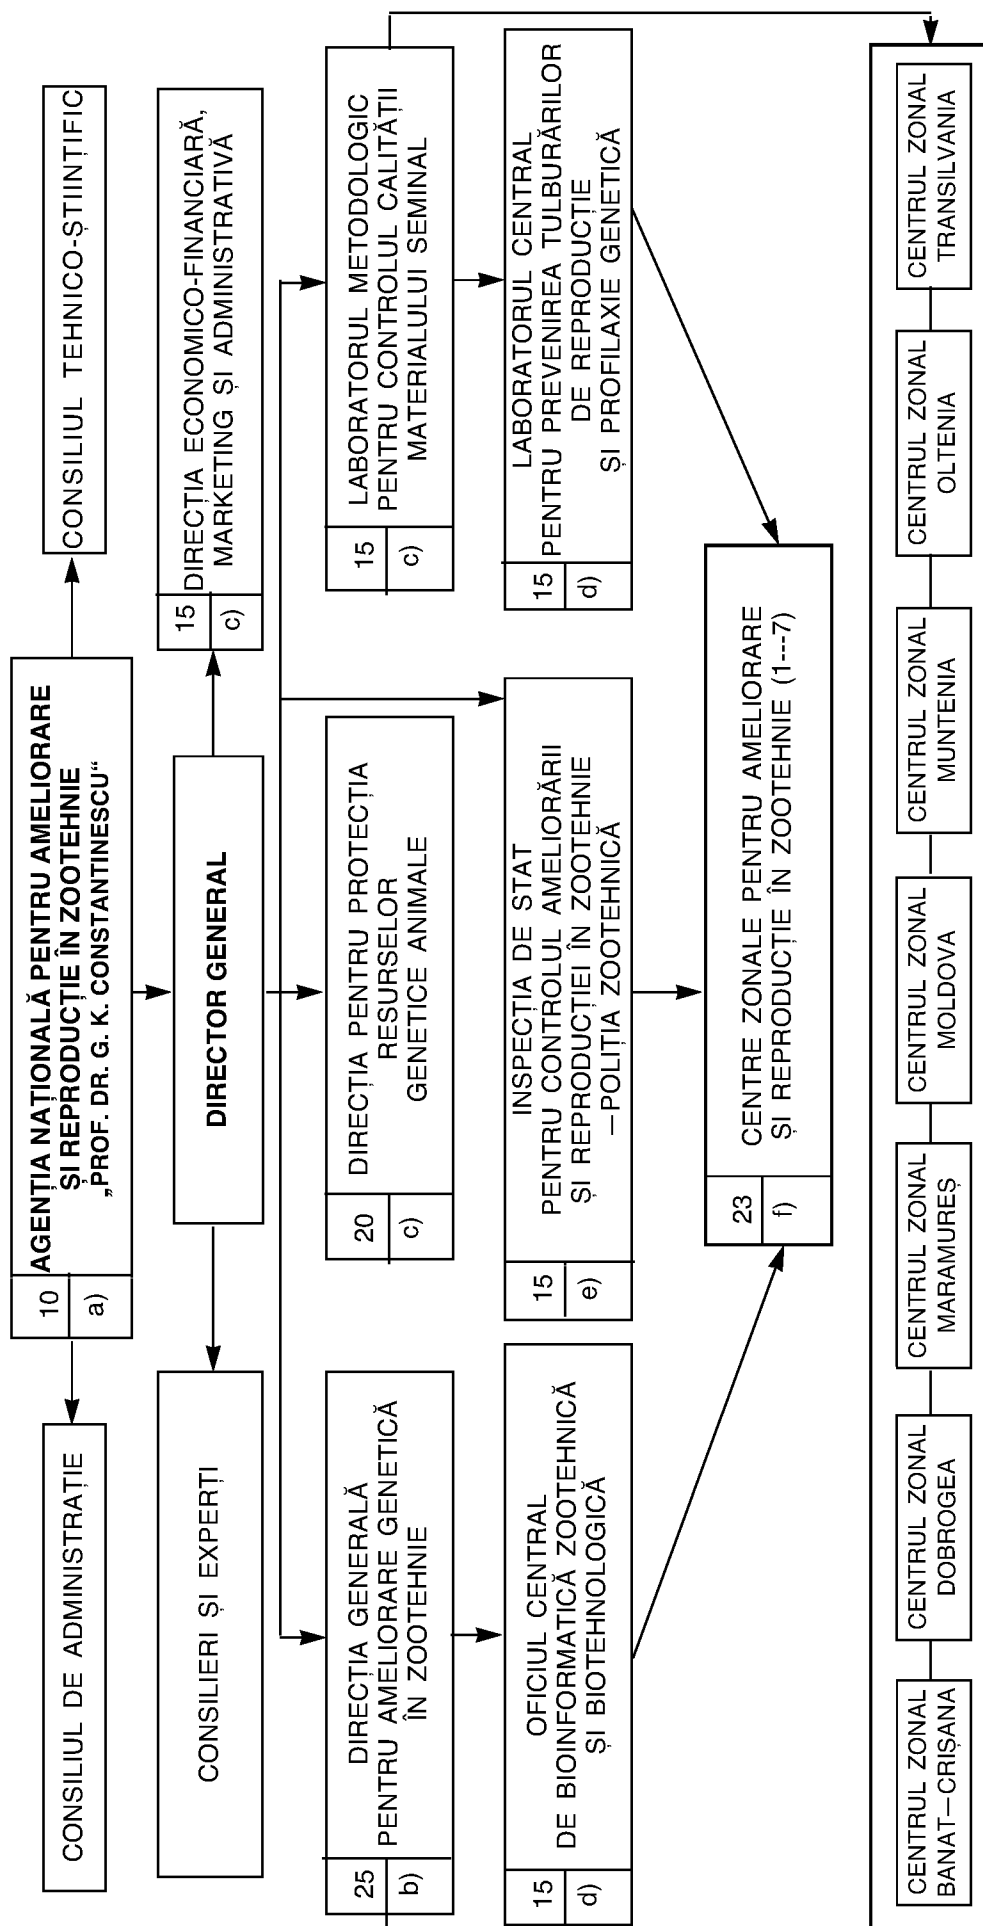 10
a)
AGENȚIA NAȚIONALĂ PENTRU AMELIORARE
ȘI REPRODUCȚIE ÎN ZOOTEHNIE
„PROF. DR. G. K. CONSTANTINESCU“
CONSILIUL DE ADMINISTRAȚIE
CONSILIUL TEHNICO-ȘTIINȚIFIC
CONSILIERI ȘI EXPERȚI
DIRECTOR GENERAL
15
c)
DIRECȚIA ECONOMICO-FINANCIARĂ,
MARKETING ȘI ADMINISTRATIVĂ
25
b)
DIRECȚIA GENERALĂ
PENTRU AMELIORARE GENETICĂ
ÎN ZOOTEHNIE
20
c)
DIRECȚIA PENTRU PROTECȚIA
RESURSELOR
GENETICE ANIMALE
15
c)
LABORATORUL METODOLOGIC
PENTRU CONTROLUL CALITĂȚII
MATERIALULUI SEMINAL
15
d)
OFICIUL CENTRAL
DE BIOINFORMATICĂ ZOOTEHNICĂ
ȘI BIOTEHNOLOGICĂ
15
e)
INSPECȚIA DE STAT
PENTRU CONTROLUL AMELIORĂRII
ȘI REPRODUCȚIEI ÎN ZOOTEHNIE
—POLIȚIA ZOOTEHNICĂ
15
d)
LABORATORUL CENTRAL
PENTRU PREVENIREA TULBURĂRILOR
DE REPRODUCȚIE
ȘI PROFILAXIE GENETICĂ
23
f)
CENTRE ZONALE PENTRU AMELIORARE
ȘI REPRODUCȚIE ÎN ZOOTEHNIE (1---7)
CENTRUL ZONAL
BANAT—CRIȘANA
CENTRUL ZONAL
DOBROGEA
CENTRUL ZONAL
MARAMUREȘ
CENTRUL ZONAL
MOLDOVA
CENTRUL ZONAL
MUNTENIA
CENTRUL ZONAL
OLTENIA
CENTRUL ZONAL
TRANSILVANIA